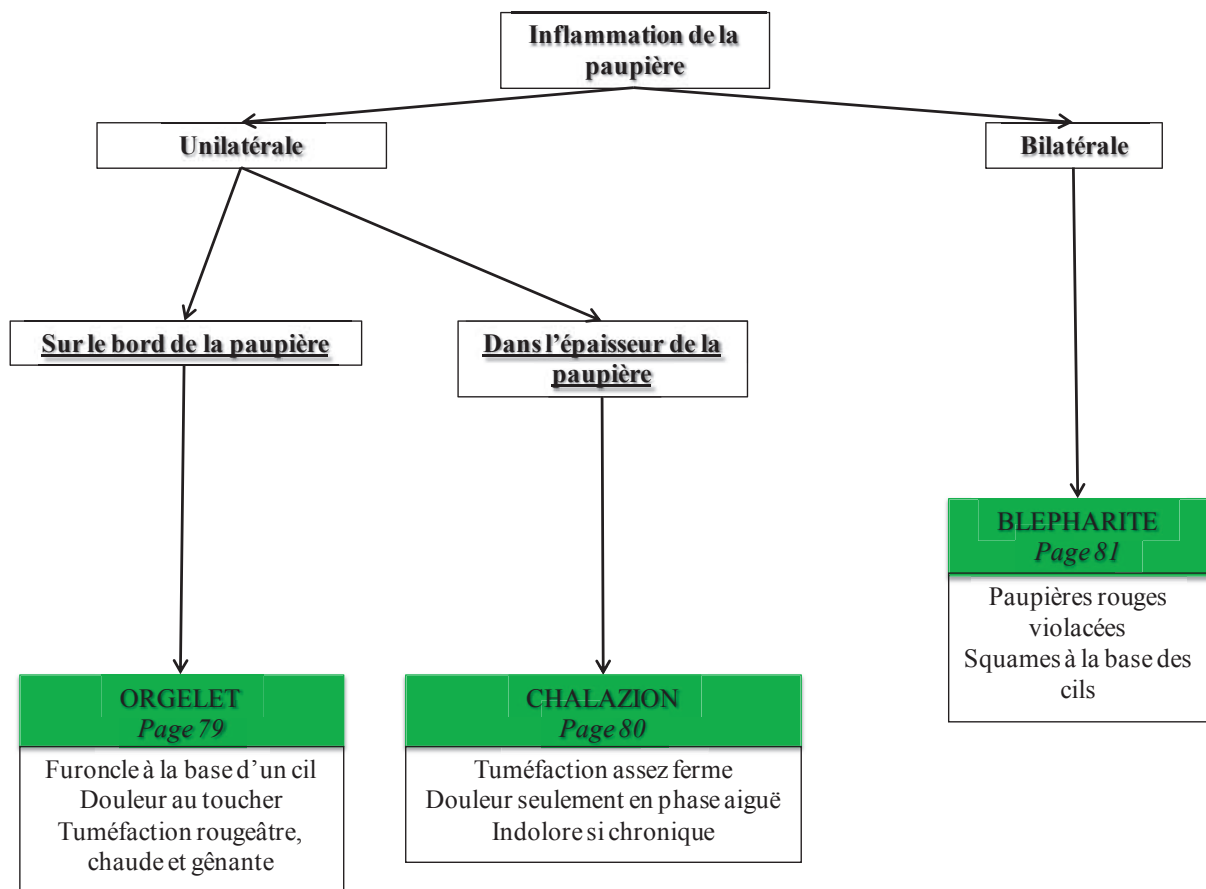 Inflammation de la
paupière
Unilatérale
Bilatérale
Sur le bord de la paupière
Dans l’épaisseur de la
paupière
BLEPHARITE
Page 81
Paupières rouges
violacées
Squames à la base des
cils
ORGELET
Page 79
Furoncle à la base d’un cil
Douleur au toucher
Tuméfaction rougeâtre,
chaude et gênante
CHALAZION
Page 80
Tuméfaction assez ferme
Douleur seulement en phase aiguë
Indolore si chronique